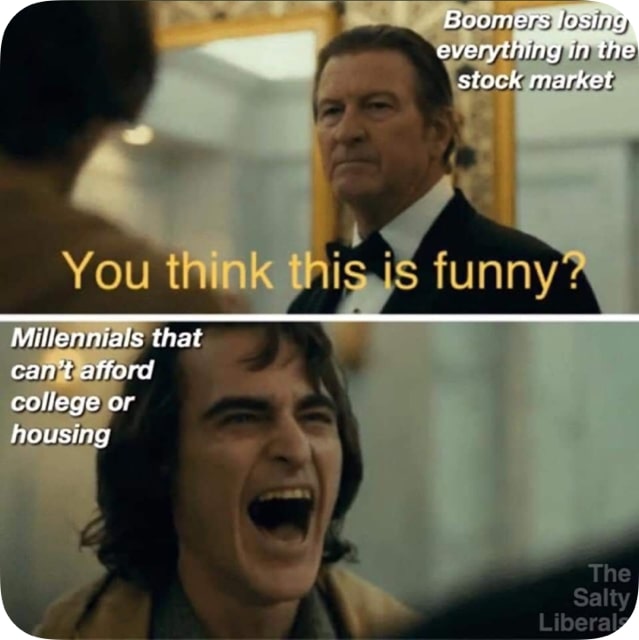 Boomers losing
everything in the
stock market
You think this is funny?
Millennials that
can't afford
college or
housing
The
Salty
Liberals